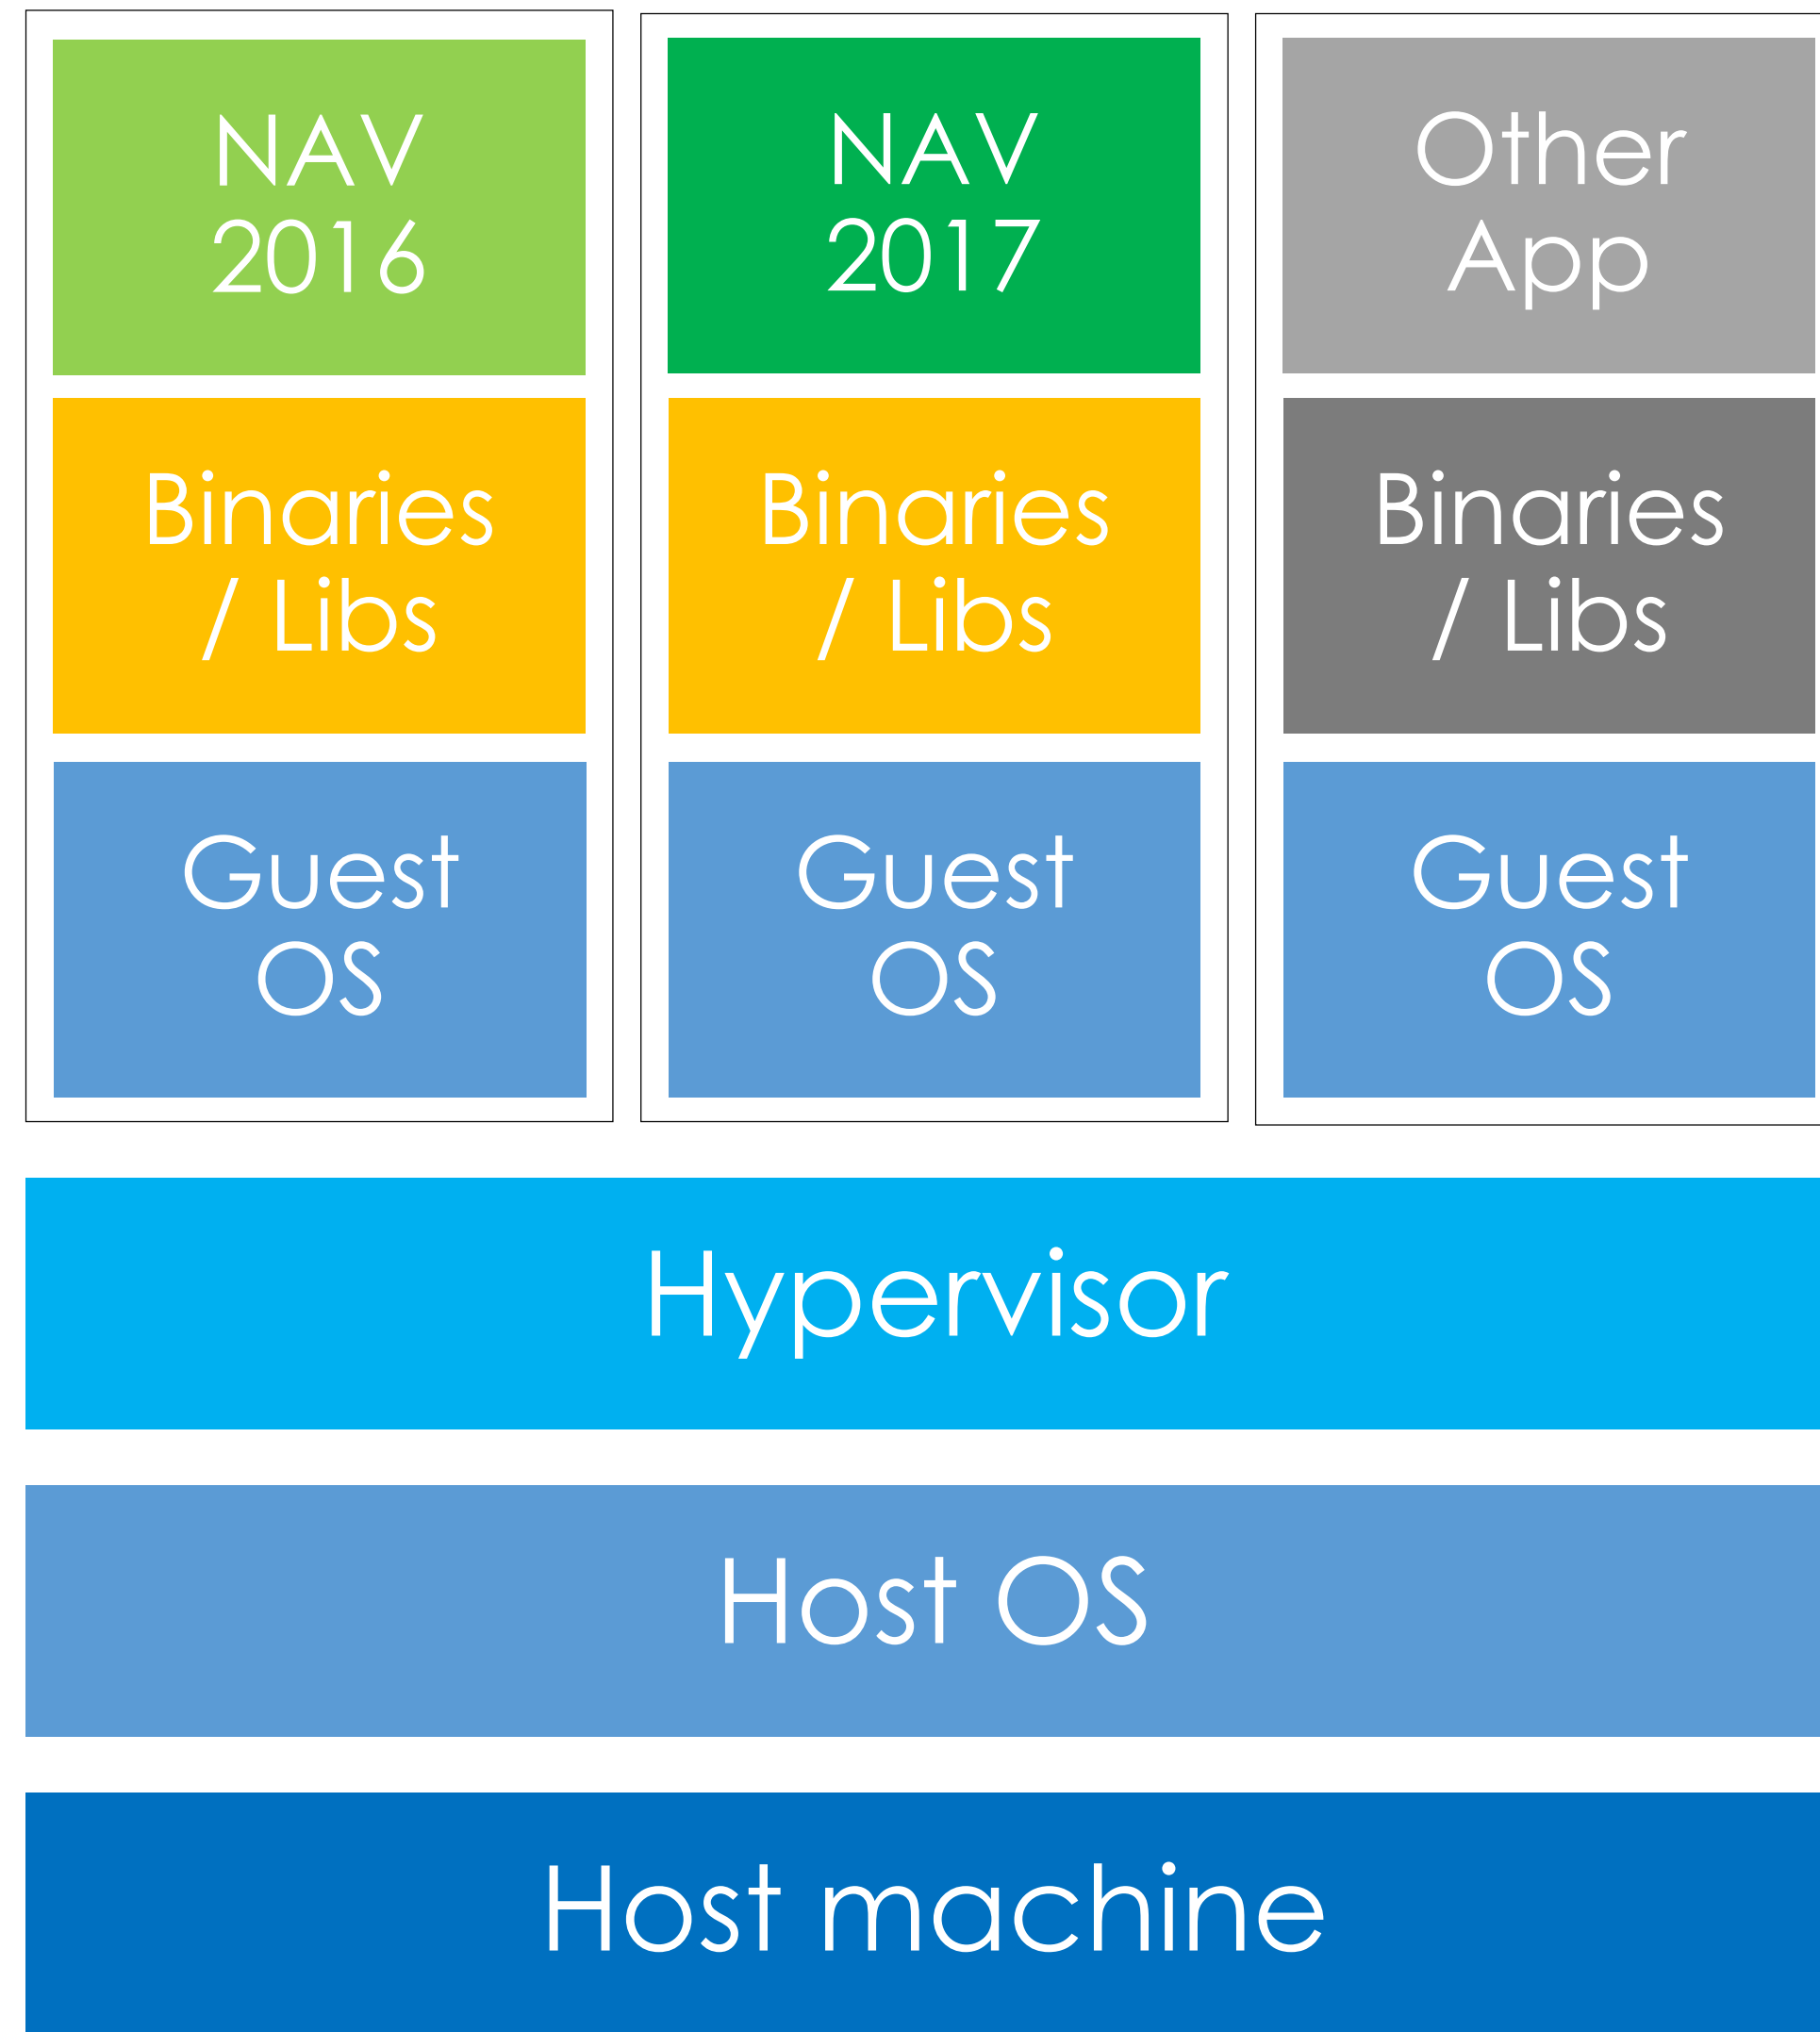 NAV
2016
NAV
2017
Other
App
Binaries
/ Libs
Binaries
/ Libs
Binaries
/ Libs
Guest
OS
Guest
OS
Guest
OS
Hypervisor
Host OS
Host machine